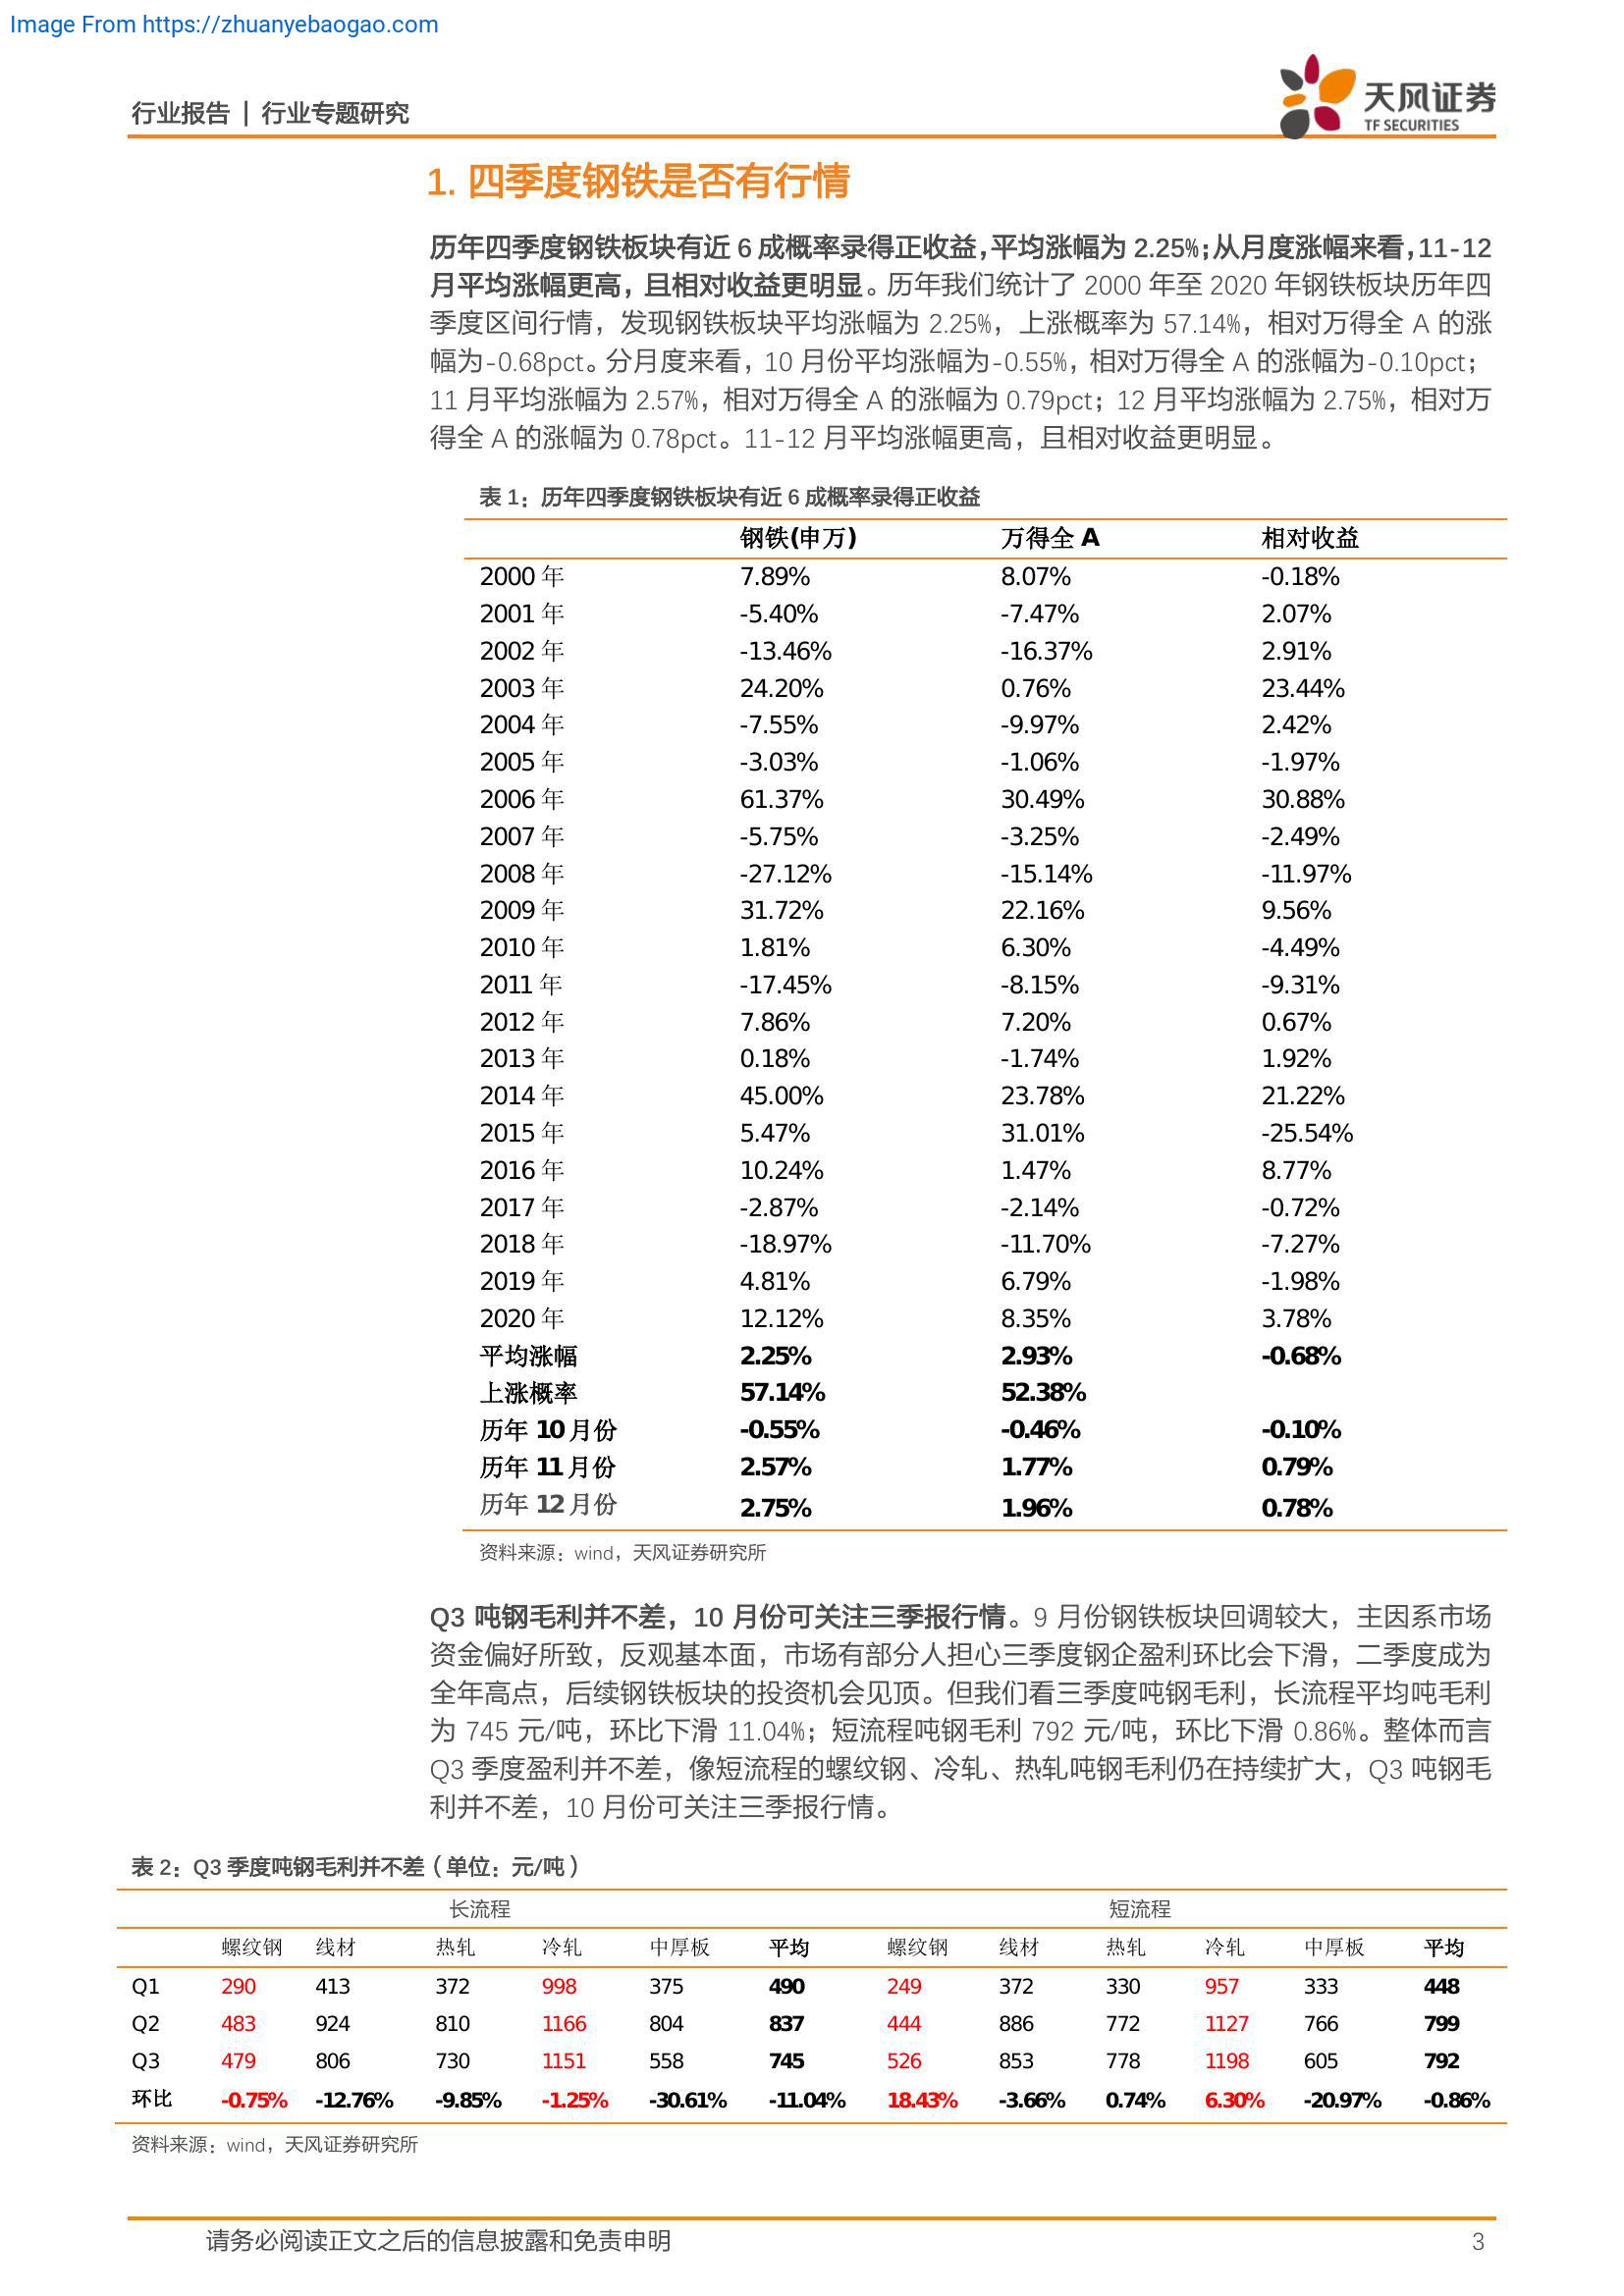 Image From https://zhuanyebaogao.com
行业报告 | 行业专题研究
天风证券
TF SECURITIES
1. 四季度钢铁是否有行情
历年四季度钢铁板块有近 6 成概率录得正收益，平均涨幅为 2.25%；从月度涨幅来看，11-12
月平均涨幅更高，且相对收益更明显。历年我们统计了 2000 年至 2020 年钢铁板块历年四
季度区间行情，发现钢铁板块平均涨幅为 2.25%，上涨概率为 57.14%，相对万得全 A 的涨
幅为-0.68pct。分月度来看，10 月份平均涨幅为-0.55%，相对万得全 A 的涨幅为-0.10pct；
11 月平均涨幅为 2.57%，相对万得全 A 的涨幅为 0.79pct；12 月平均涨幅为 2.75%，相对万
得全 A 的涨幅为 0.78pct。11-12 月平均涨幅更高，且相对收益更明显。
表 1：历年四季度钢铁板块有近 6 成概率录得正收益
钢铁(申万) 万得全 A 相对收益
2000 年 7.89% 8.07% -0.18%
2001 年 -5.40% -7.47% 2.07%
2002 年 -13.46% -16.37% 2.91%
2003 年 24.20% 0.76% 23.44%
2004 年 -7.55% -9.97% 2.42%
2005 年 -3.03% -1.06% -1.97%
2006 年 61.37% 30.49% 30.88%
2007 年 -5.75% -3.25% -2.49%
2008 年 -27.12% -15.14% -11.97%
2009 年 31.72% 22.16% 9.56%
2010 年 1.81% 6.30% -4.49%
2011 年 -17.45% -8.15% -9.31%
2012 年 7.86% 7.20% 0.67%
2013 年 0.18% -1.74% 1.92%
2014 年 45.00% 23.78% 21.22%
2015 年 5.47% 31.01% -25.54%
2016 年 10.24% 1.47% 8.77%
2017 年 -2.87% -2.14% -0.72%
2018 年 -18.97% -11.70% -7.27%
2019 年 4.81% 6.79% -1.98%
2020 年 12.12% 8.35% 3.78%
平均涨幅 2.25% 2.93% -0.68%
上涨概率 57.14% 52.38%
历年 10 月份 -0.55% -0.46% -0.10%
历年 11 月份 2.57% 1.77% 0.79%
历年 12 月份 2.75% 1.96% 0.78%
资料来源：wind，天风证券研究所
Q3 吨钢毛利并不差，10 月份可关注三季报行情。9 月份钢铁板块回调较大，主因系市场
资金偏好所致，反观基本面，市场有部分人担心三季度钢企盈利环比会下滑，二季度成为
全年高点，后续钢铁板块的投资机会见顶。但我们看三季度吨钢毛利，长流程平均吨毛利
为 745 元/吨，环比下滑 11.04%；短流程吨钢毛利 792 元/吨，环比下滑 0.86%。整体而言
Q3 季度盈利并不差，像短流程的螺纹钢、冷轧、热轧吨钢毛利仍在持续扩大，Q3 吨钢毛
利并不差，10 月份可关注三季报行情。
表 2：Q3 季度吨钢毛利并不差（单位：元/吨）
长流程 短流程
螺纹钢 线材 热轧 冷轧 中厚板 平均 螺纹钢 线材 热轧 冷轧 中厚板 平均
Q1 290 413 372 998 375 490 249 372 330 957 333 448
Q2 483 924 810 1166 804 837 444 886 772 1127 766 799
Q3 479 806 730 1151 558 745 526 853 778 1198 605 792
环比 -0.75% -12.76% -9.85% -1.25% -30.61% -11.04% 18.43% -3.66% 0.74% 6.30% -20.97% -0.86%
资料来源：wind，天风证券研究所
请务必阅读正文之后的信息披露和免责申明 3